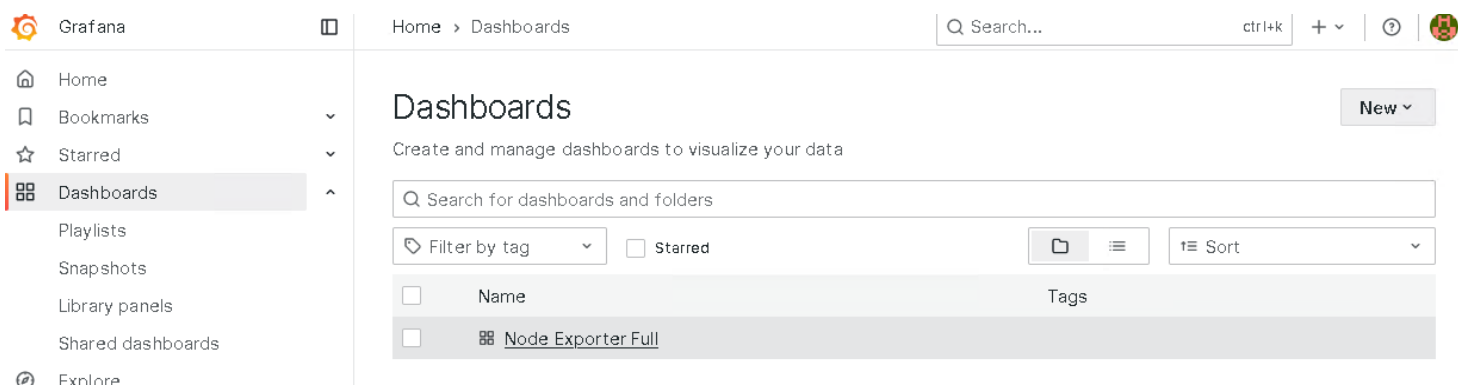 Grafana
Home › Dashboards
Search...
ctrl+k
Home
Bookmarks
Starred
Dashboards
Playlists
Snapshots
Library panels
Shared dashboards
Explore
Dashboards
New
Create and manage dashboards to visualize your data
Search for dashboards and folders
Filter by tag
Starred
Sort
Name
Tags
Node Exporter Full